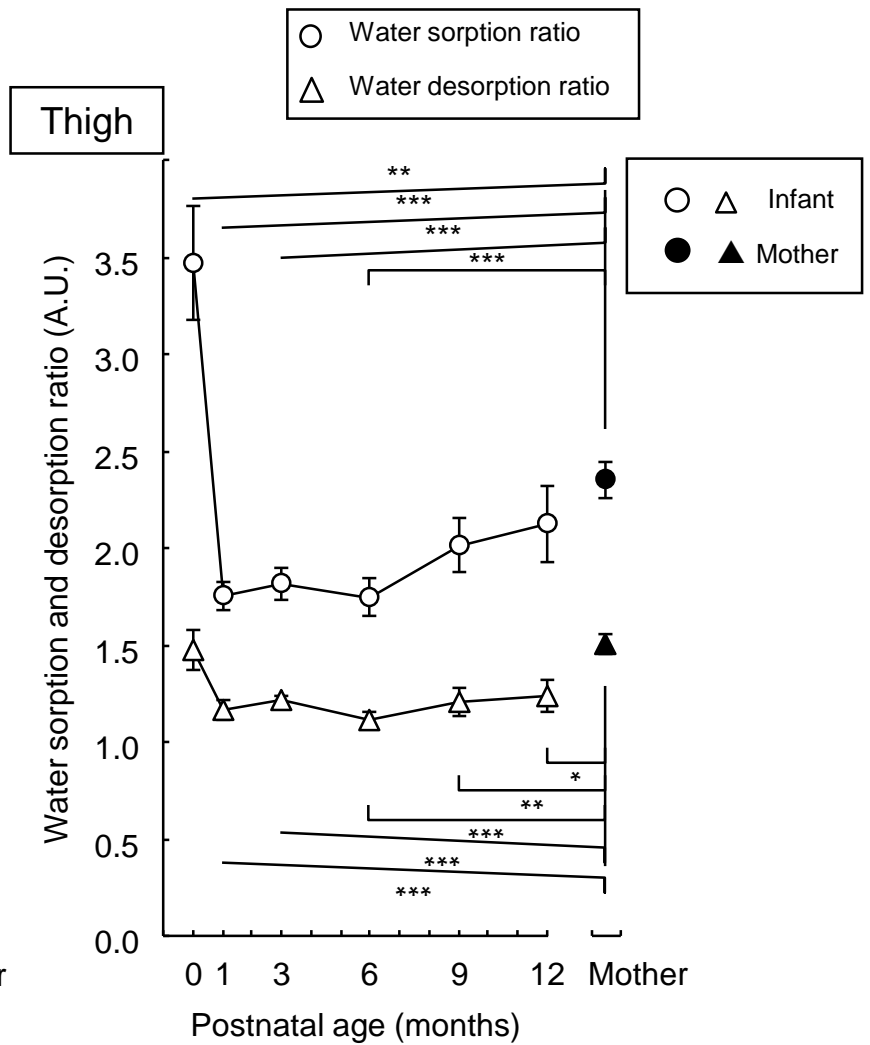 Water sorption ratio
Water desorption ratio
Thigh
Infant
Mother
Water sorption and desorption ratio (A.U.)
**
***
***
***
3.5
3.0
2.5
2.0
1.5
1.0
0.5
0.0
*
**
***
***
***
r
0 1 3 6 9 12 Mother
Postnatal age (months)